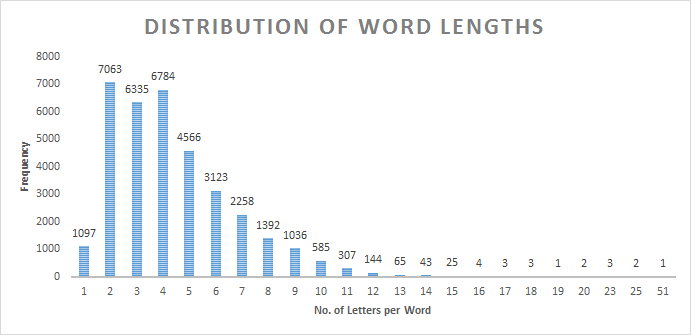 DISTRIBUTION OF WORD LENGTHS
Frequency
8000
7000
6000
5000
4000
3000
2000
1000
0
1097 7063 6335 6784 4566 3123 2258 1392 1036 585 307 144 65 43 25 4 3 3 1 2 3 2 1
1 2 3 4 5 6 7 8 9 10 11 12 13 14 15 16 17 18 19 20 23 25 51
No. of Letters per Word